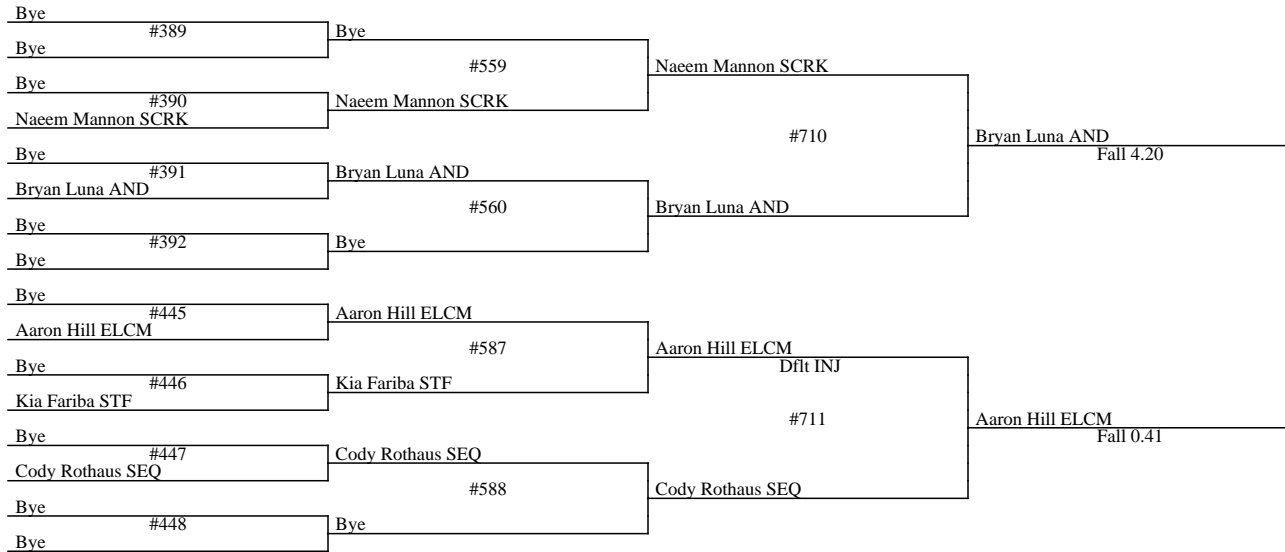 Bye
#389
Bye
Bye
#559
Bye
#390
Naeem Mannon SCRK
Naeem Mannon SCRK
Naeem Mannon SCRK
#710
Bye
#391
Bryan Luna AND
Bryan Luna AND
#560
Bryan Luna AND
Bye
#392
Bye
Bye
Bryan Luna AND
Fall 4.20
Bye
#445
Aaron Hill ELCM
Aaron Hill ELCM
#587
Bye
#446
Kia Fariba STF
Kia Fariba STF
Aaron Hill ELCM
Dflt INJ
#711
Bye
#447
Cody Rothaus SEQ
Cody Rothaus SEQ
#588
Cody Rothaus SEQ
Bye
#448
Bye
Bye
Aaron Hill ELCM
Fall 0.41